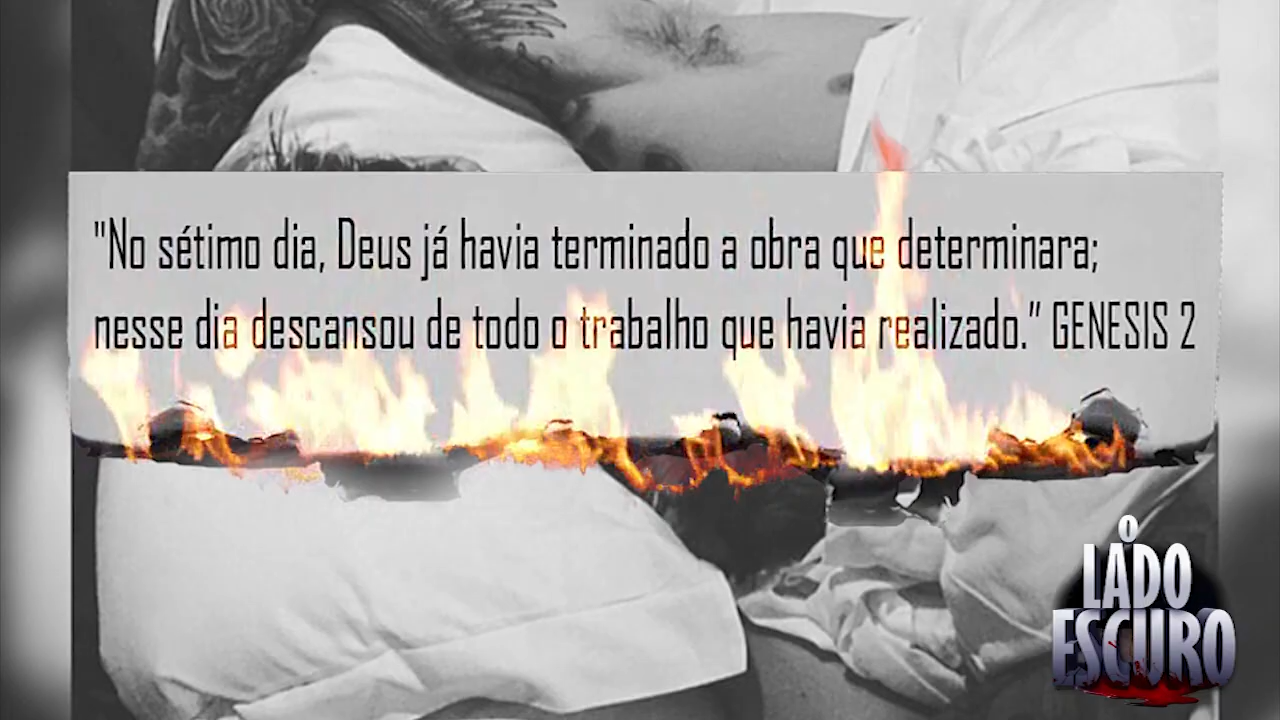 "No sétimo dia, Deus já havia terminado a obra que determinara;
nesse dia descansou de todo o trabalho que havia realizado.” GENESIS 2
O
LADO
ESCURO